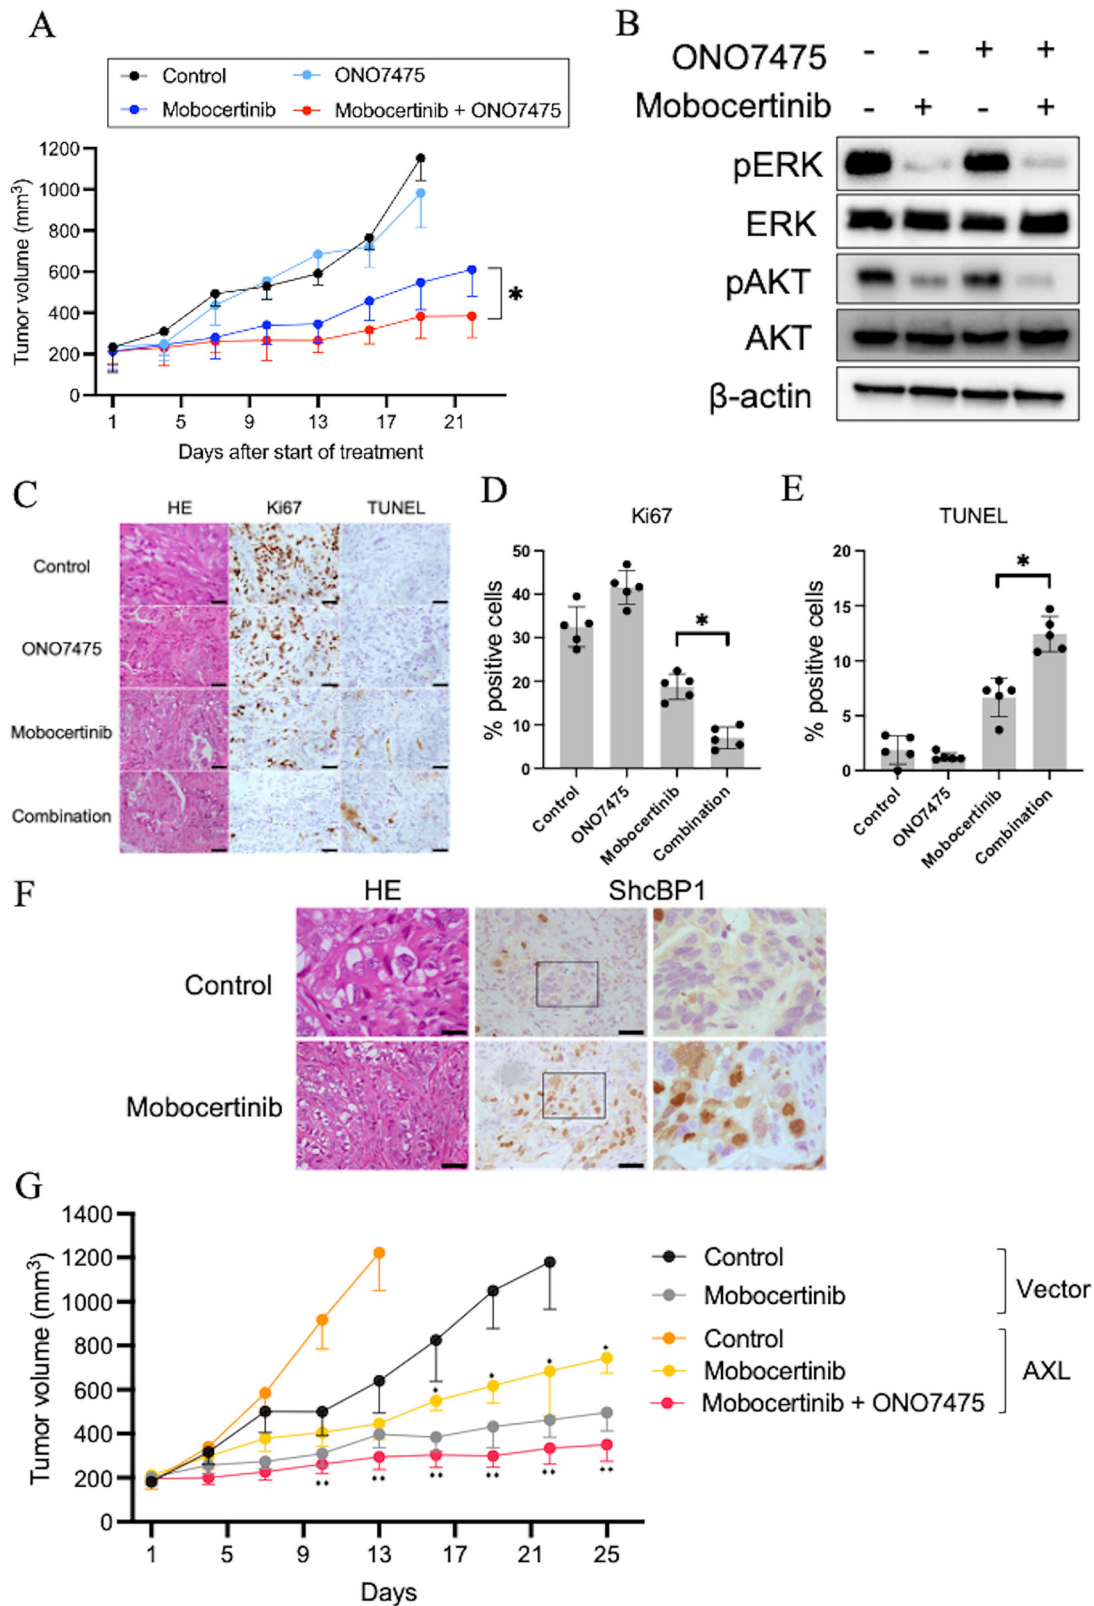 A
Control
ONO7475
Mobocertinib
Mobocertinib + ONO7475
Tumor volume (mm³)
1200
1000
800
600
400
200
0
*
1 5 9 13 17 21
Days after start of treatment
B
ONO7475 - - + +
Mobocertinib - + - +
pERK
ERK
pAKT
AKT
β-actin
C
HE Ki67 TUNEL
Control
ONO7475
Mobocertinib
Combination
D
Ki67
% positive cells
50
40
30
20
10
0
*
Control
ONO7475
Mobocertinib
Combination
E
TUNEL
% positive cells
20
15
10
5
0
*
Control
ONO7475
Mobocertinib
Combination
F
HE ShcBP1
Control
Mobocertinib
G
Tumor volume (mm³)
1400
1200
1000
800
600
400
200
0
* * * *
** ** ** ** ** **
1 5 9 13 17 21 25
Days
Control
Mobocertinib
Vector
Control
Mobocertinib
Mobocertinib + ONO7475
AXL